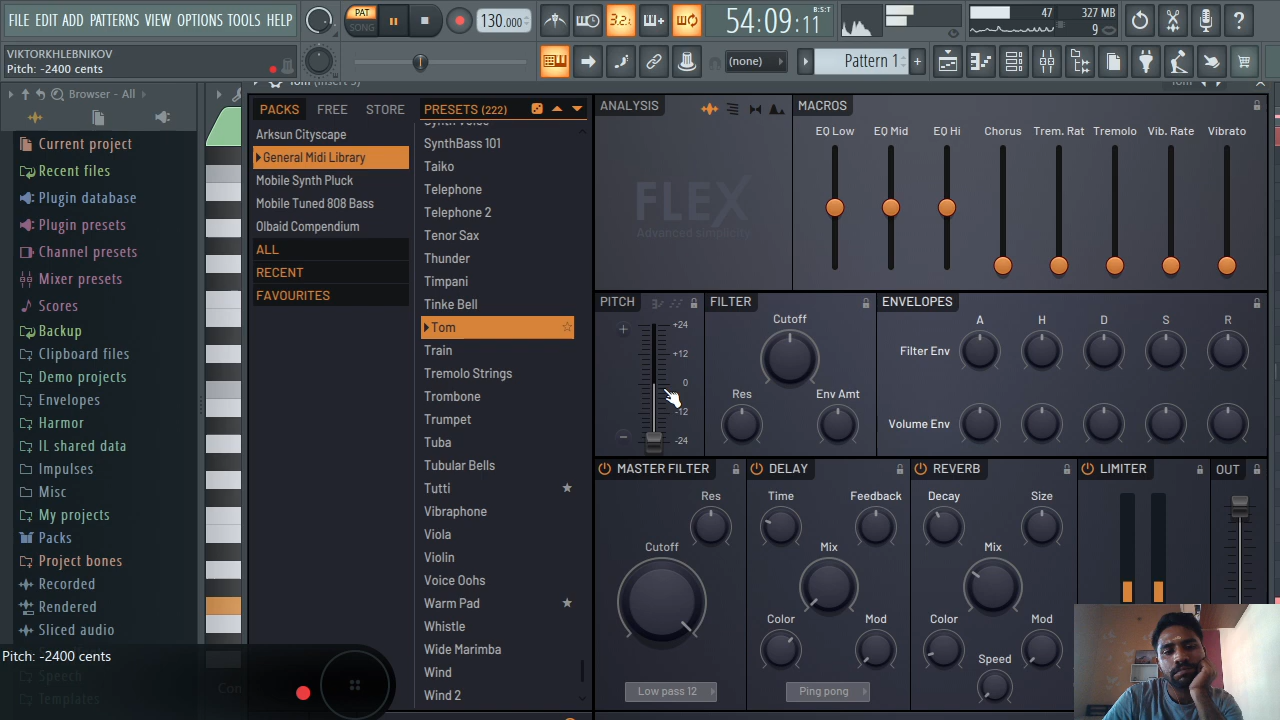 FILE EDIT ADD PATTERNS VIEW OPTIONS TOOLS HELP
PAT
SONG
130.000
3.2.
54:09:11
B:S:T
47
327 MB
9
VIKTORKHLEBNIKOV
Pitch: -2400 cents
(none)
Pattern 1
Browser - All
Current project
Recent files
Plugin database
Plugin presets
Channel presets
Mixer presets
Scores
Backup
Clipboard files
Demo projects
Envelopes
Harmor
IL shared data
Impulses
Misc
My projects
Packs
Project bones
Recorded
Rendered
Sliced audio
Speech
Templates
Pitch: -2400 cents
PACKS
FREE
STORE
Arksun Cityscape
General Midi Library
Mobile Synth Pluck
Mobile Tuned 808 Bass
Olbaid Compendium
ALL
RECENT
FAVOURITES
PRESETS (222)
Synth Voice
SynthBass 101
Taiko
Telephone
Telephone 2
Tenor Sax
Thunder
Timpani
Tinke Bell
Tom
Train
Tremolo Strings
Trombone
Trumpet
Tuba
Tubular Bells
Tutti
Vibraphone
Viola
Violin
Voice Oohs
Warm Pad
Whistle
Wide Marimba
Wind
Wind 2
ANALYSIS
FLEX
Advanced simplicity
MACROS
EQ Low
EQ Mid
EQ Hi
Chorus
Trem. Rat
Tremolo
Vib. Rate
Vibrato
PITCH
+24
+12
0
-12
-24
FILTER
Cutoff
Res
Env Amt
ENVELOPES
A
H
D
S
R
Filter Env
Volume Env
MASTER FILTER
Res
Cutoff
Low pass 12
DELAY
Time
Feedback
Mix
Color
Mod
Ping pong
REVERB
Decay
Size
Mix
Color
Mod
Speed
LIMITER
OUT